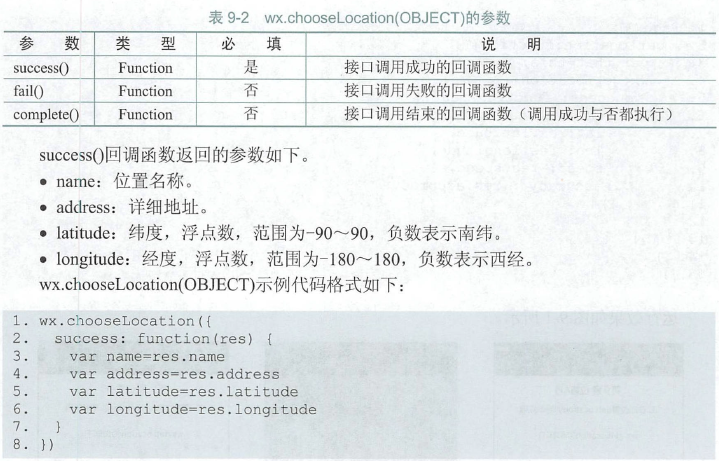 表 9-2 wx.chooseLocation(OBJECT)的参数
参 数 类 型 必 填 说 明
success() Function 是 接口调用成功的回调函数
fail() Function 否 接口调用失败的回调函数
complete() Function 否 接口调用结束的回调函数（调用成功与否都执行）
success()回调函数返回的参数如下。
• name：位置名称。
• address：详细地址。
• latitude：纬度，浮点数，范围为-90～90，负数表示南纬。
• longitude：经度，浮点数，范围为-180～180，负数表示西经。
wx.chooseLocation(OBJECT)示例代码格式如下：
1. wx.chooseLocation({
2. success: function(res) {
3. var name=res.name
4. var address=res.address
5. var latitude=res.latitude
6. var longitude=res.longitude
7. }
8. })